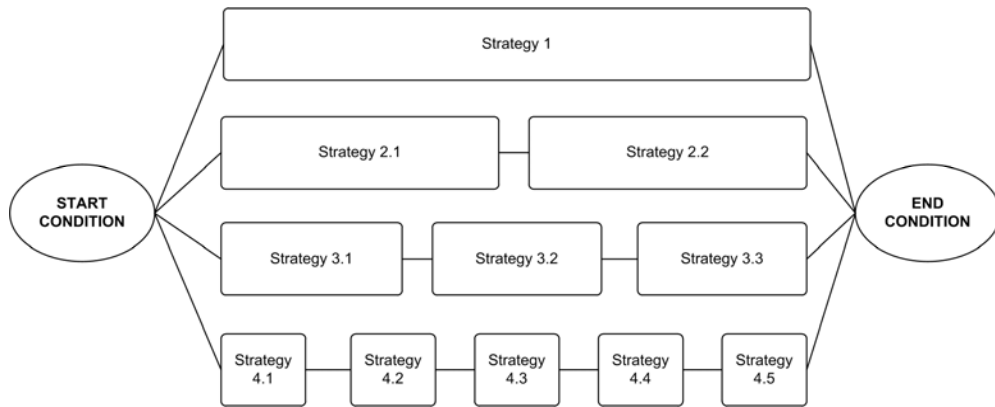 Strategy 1
Strategy 2.1
Strategy 2.2
START
CONDITION
END
CONDITION
Strategy 3.1
Strategy 3.2
Strategy 3.3
Strategy
4.1
Strategy
4.2
Strategy
4.3
Strategy
4.4
Strategy
4.5